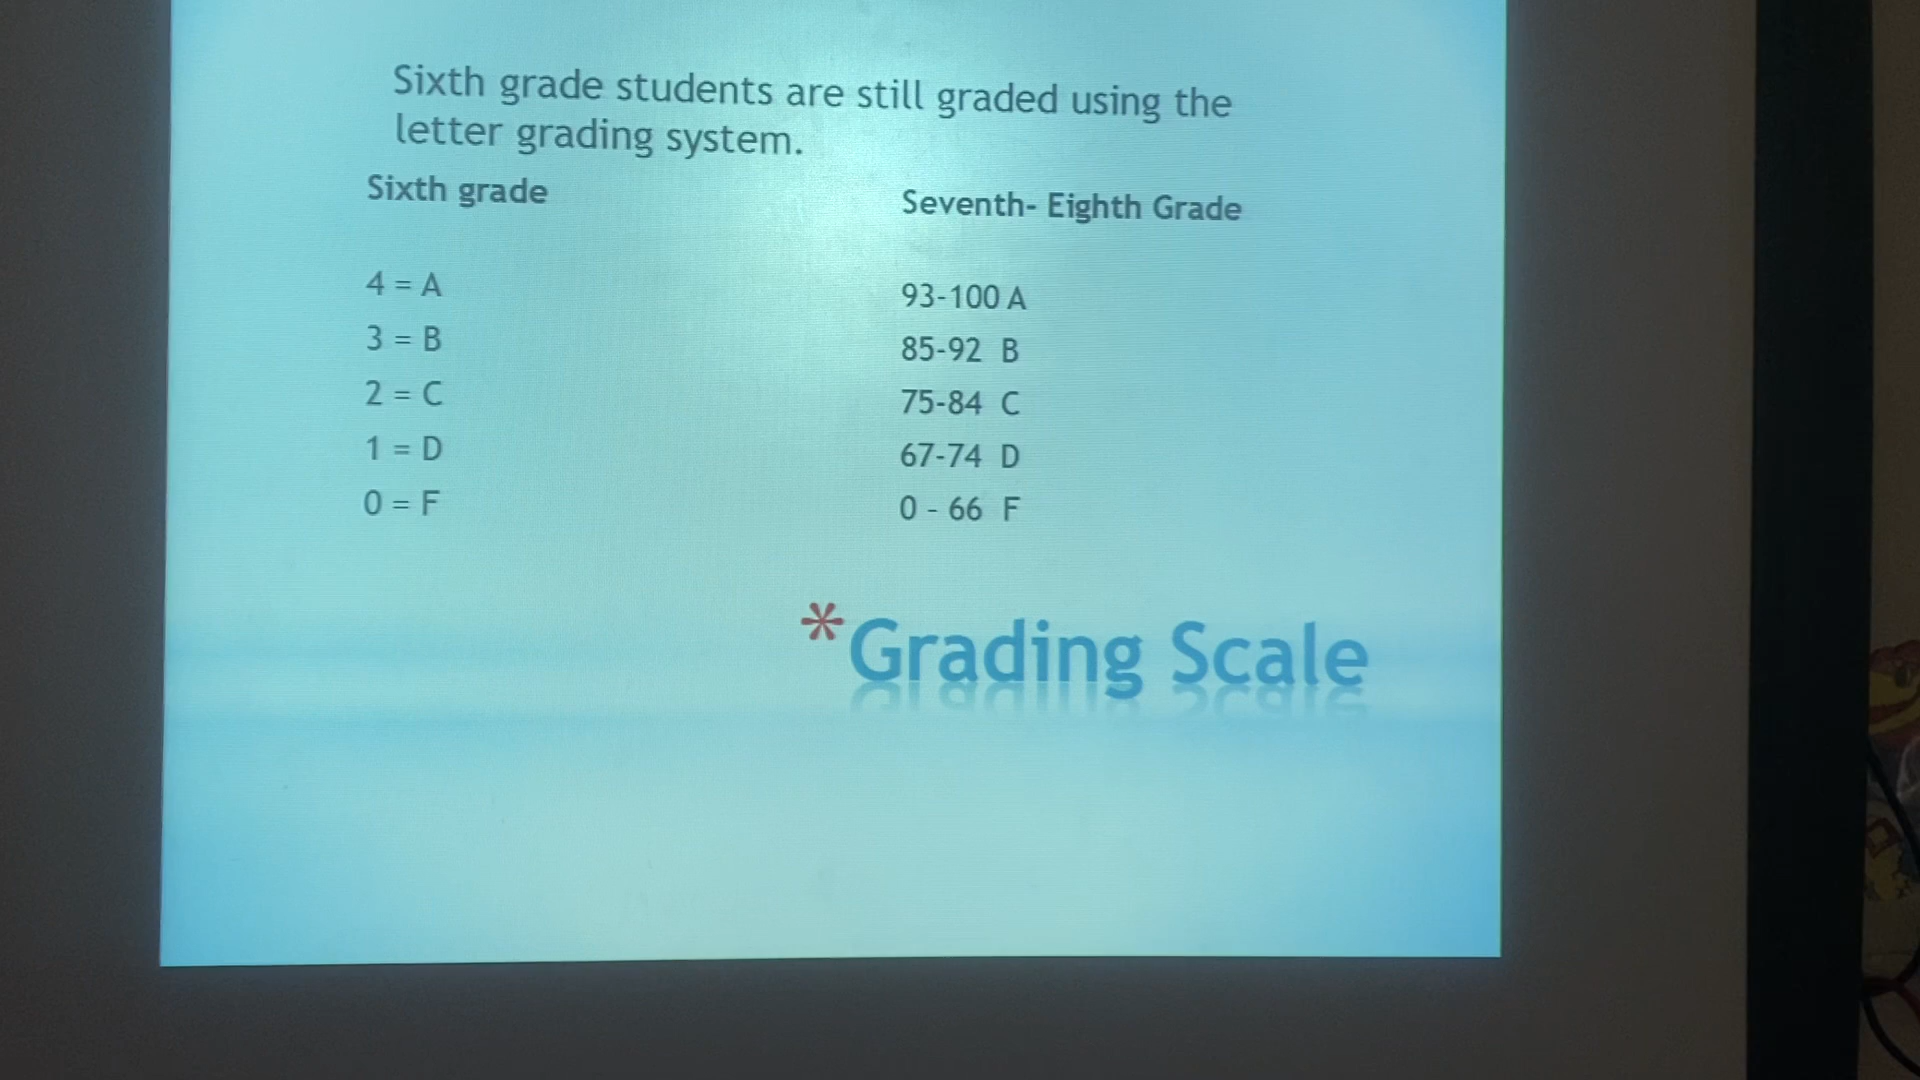 Sixth grade students are still graded using the
letter grading system.
Sixth grade
4 = A
3 = B
2 = C
1 = D
0 = F
Seventh- Eighth Grade
93-100 A
85-92 B
75-84 C
67-74 D
0 - 66 F
*Grading Scale